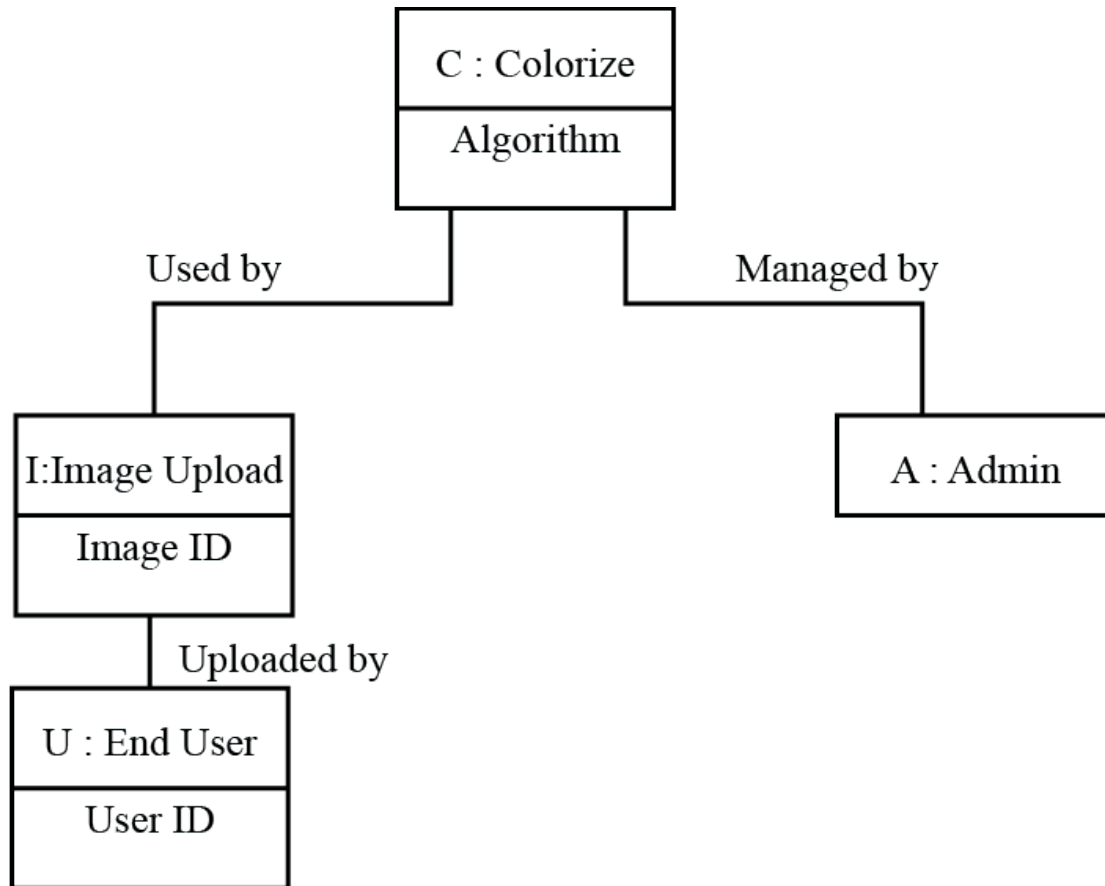 C : Colorize
Algorithm
Used by
Managed by
I:Image Upload
Image ID
A : Admin
Uploaded by
U : End User
User ID